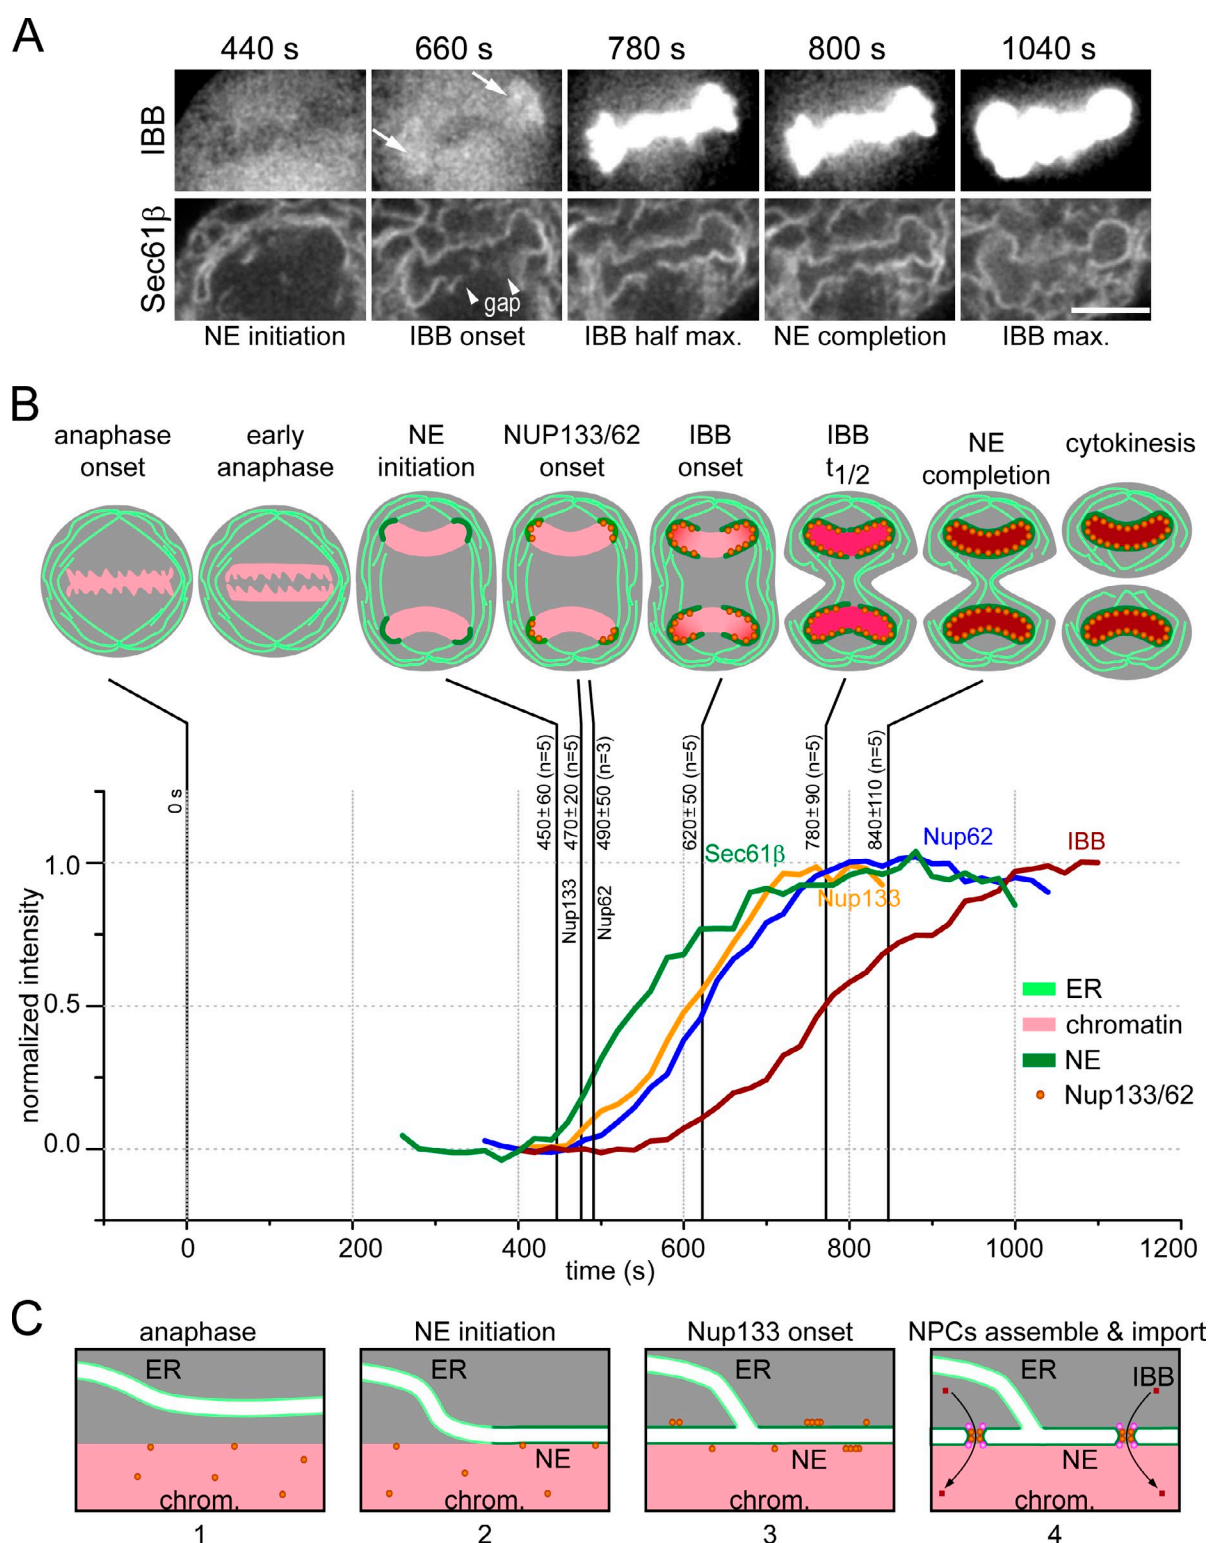 A
440 s 660 s 780 s 800 s 1040 s
IBB
Sec61β
gap
NE initiation IBB onset IBB half max. NE completion IBB max.
B
anaphase onset
early anaphase
NE initiation
NUP133/62 onset
IBB onset
IBB t1/2
NE completion
cytokinesis
0 s
450±60 (n=5)
470±20 (n=5)
490±50 (n=3)
620±50 (n=5)
780±90 (n=5)
840±110 (n=5)
Nup133
Nup62
Sec61β
Nup133
Nup62
IBB
normalized intensity
1.0
0.5
0.0
ER
chromatin
NE
Nup133/62
0 200 400 600 800 1000 1200
time (s)
C
anaphase NE initiation Nup133 onset NPCs assemble & import
ER ER ER ER IBB
NE NE NE
chrom. chrom. chrom. chrom.
1 2 3 4